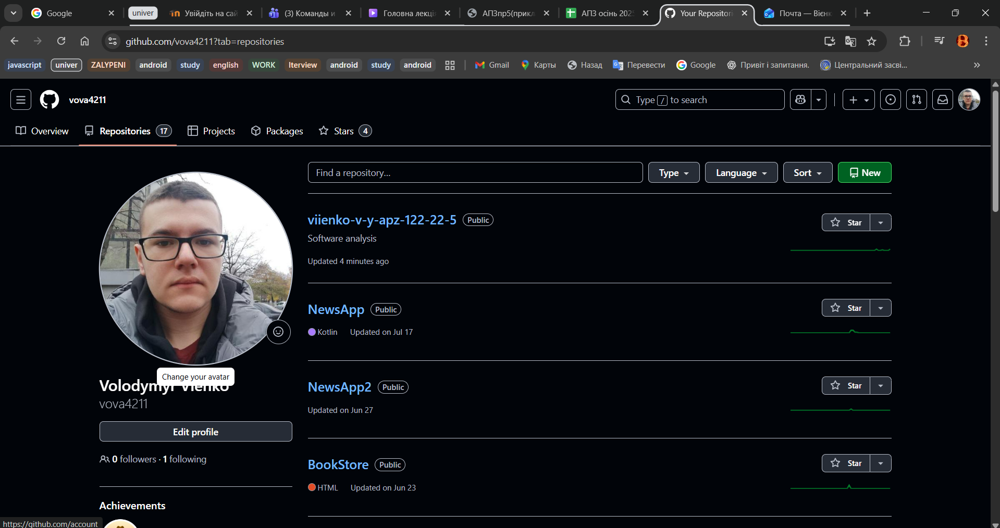 Google
univer
Увійдіть на сай
(3) Команды и
Головна лекція
АПЗпр5(прикл
АПЗ осінь 2025
Your Repositori
Почта — Вієнк
github.com/vova4211?tab=repositories
javascript
univer
ZALYPENI
android
study
english
WORK
Iterview
android
study
android
Gmail
Карты
Назад
Перевести
Google
Привіт і запитання.
Центральний засві...
vova4211
Type / to search
Overview
Repositories 17
Projects
Packages
Stars 4
Find a repository...
Type
Language
Sort
New
viienko-v-y-apz-122-22-5 Public
Star
Software analysis
Updated 4 minutes ago
NewsApp Public
Star
Kotlin Updated on Jul 17
NewsApp2 Public
Star
Updated on Jun 27
BookStore Public
Star
HTML Updated on Jun 23
Change your avatar
Volodymyr Vienko
vova4211
Edit profile
0 followers · 1 following
Achievements
https://github.com/account